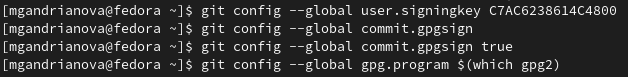 [mgandrianova@fedora ~]$ git config --global user.signingkey C7AC6238614C4800
[mgandrianova@fedora ~]$ git config --global commit.gpgsign
[mgandrianova@fedora ~]$ git config --global commit.gpgsign true
[mgandrianova@fedora ~]$ git config --global gpg.program $(which gpg2)